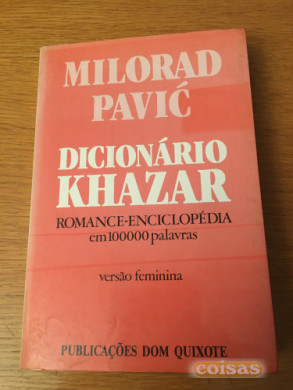 MILORAD
PAVIĆ
DICIONÁRIO
KHAZAR
ROMANCE-ENCICLOPÉDIA
em 100000 palavras
versão feminina
PUBLICAÇÕES DOM QUIXOTE
coisas